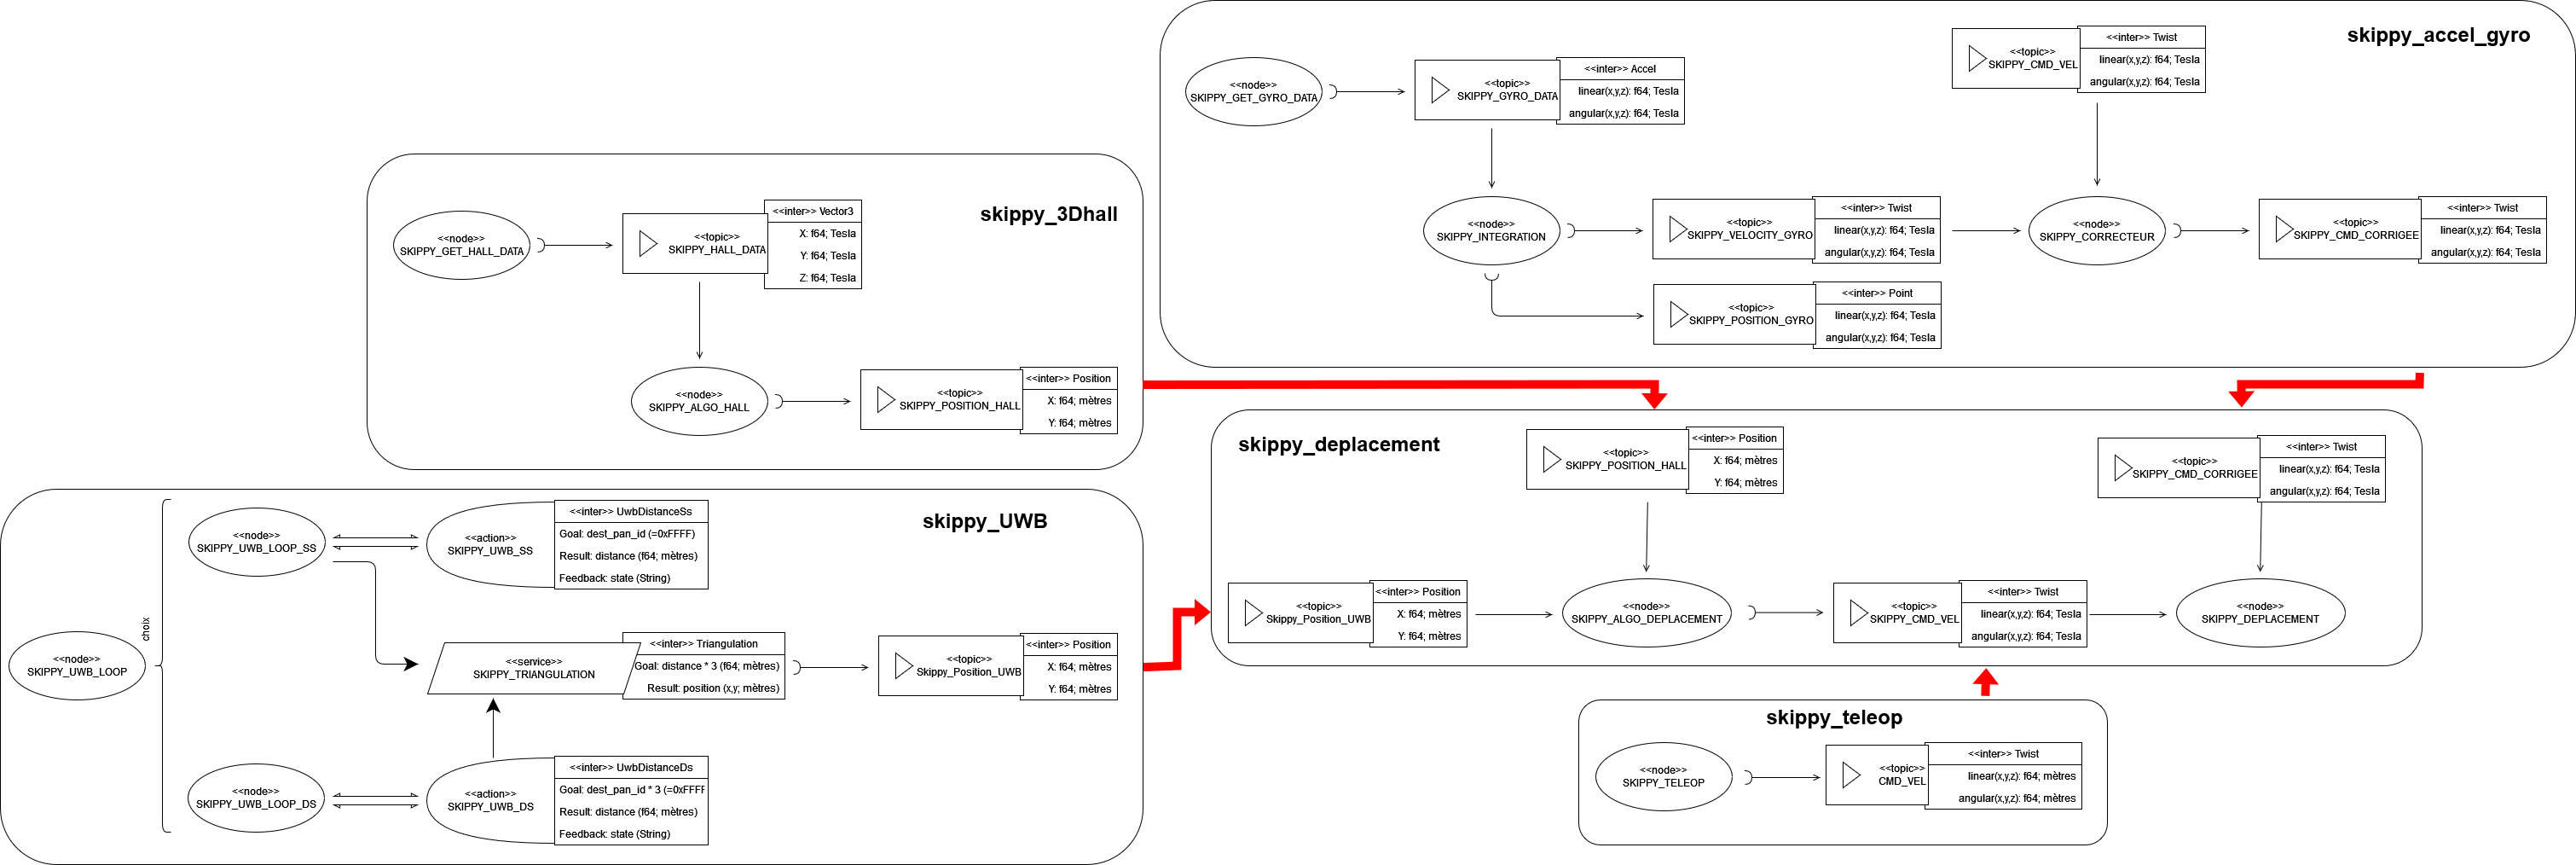 skippy_accel_gyro
<<node>>
SKIPPY_GET_GYRO_DATA
<<topic>>
SKIPPY_GYRO_DATA
<<inter>> Accel
linear(x,y,z): f64; Tesla
angular(x,y,z): f64; Tesla
<<topic>>
SKIPPY_CMD_VEL
<<inter>> Twist
linear(x,y,z): f64; Tesla
angular(x,y,z): f64; Tesla
<<node>>
SKIPPY_INTEGRATION
<<topic>>
SKIPPY_VELOCITY_GYRO
<<inter>> Twist
linear(x,y,z): f64; Tesla
angular(x,y,z): f64; Tesla
<<node>>
SKIPPY_CORRECTEUR
<<topic>>
SKIPPY_CMD_CORRIGEE
<<inter>> Twist
linear(x,y,z): f64; Tesla
angular(x,y,z): f64; Tesla
<<topic>>
SKIPPY_POSITION_GYRO
<<inter>> Point
linear(x,y,z): f64; Tesla
angular(x,y,z): f64; Tesla
skippy_3Dhall
<<node>>
SKIPPY_GET_HALL_DATA
<<topic>>
SKIPPY_HALL_DATA
<<inter>> Vector3
X: f64; Tesla
Y: f64; Tesla
Z: f64; Tesla
<<node>>
SKIPPY_ALGO_HALL
<<topic>>
SKIPPY_POSITION_HALL
<<inter>> Position
X: f64; mètres
Y: f64; mètres
skippy_deplacement
<<topic>>
SKIPPY_POSITION_HALL
<<inter>> Position
X: f64; mètres
Y: f64; mètres
<<topic>>
SKIPPY_CMD_CORRIGEE
<<inter>> Twist
linear(x,y,z): f64; Tesla
angular(x,y,z): f64; Tesla
<<topic>>
Skippy_Position_UWB
<<inter>> Position
X: f64; mètres
Y: f64; mètres
<<node>>
SKIPPY_ALGO_DEPLACEMENT
<<topic>>
SKIPPY_CMD_VEL
<<inter>> Twist
linear(x,y,z): f64; Tesla
angular(x,y,z): f64; Tesla
<<node>>
SKIPPY_DEPLACEMENT
skippy_UWB
<<node>>
SKIPPY_UWB_LOOP
choix
<<node>>
SKIPPY_UWB_LOOP_SS
<<action>>
SKIPPY_UWB_SS
<<inter>> UwbDistanceSs
Goal: dest_pan_id (=0xFFFF)
Result: distance (f64; mètres)
Feedback: state (String)
<<service>>
SKIPPY_TRIANGULATION
<<inter>> Triangulation
Goal: distance * 3 (f64; mètres)
Result: position (x,y; mètres)
<<topic>>
Skippy_Position_UWB
<<inter>> Position
X: f64; mètres
Y: f64; mètres
<<node>>
SKIPPY_UWB_LOOP_DS
<<action>>
SKIPPY_UWB_DS
<<inter>> UwbDistanceDs
Goal: dest_pan_id * 3 (=0xFFFF
Result: distance (f64; mètres)
Feedback: state (String)
skippy_teleop
<<node>>
SKIPPY_TELEOP
<<topic>>
CMD_VEL
<<inter>> Twist
linear(x,y,z): f64; mètres
angular(x,y,z): f64; mètres